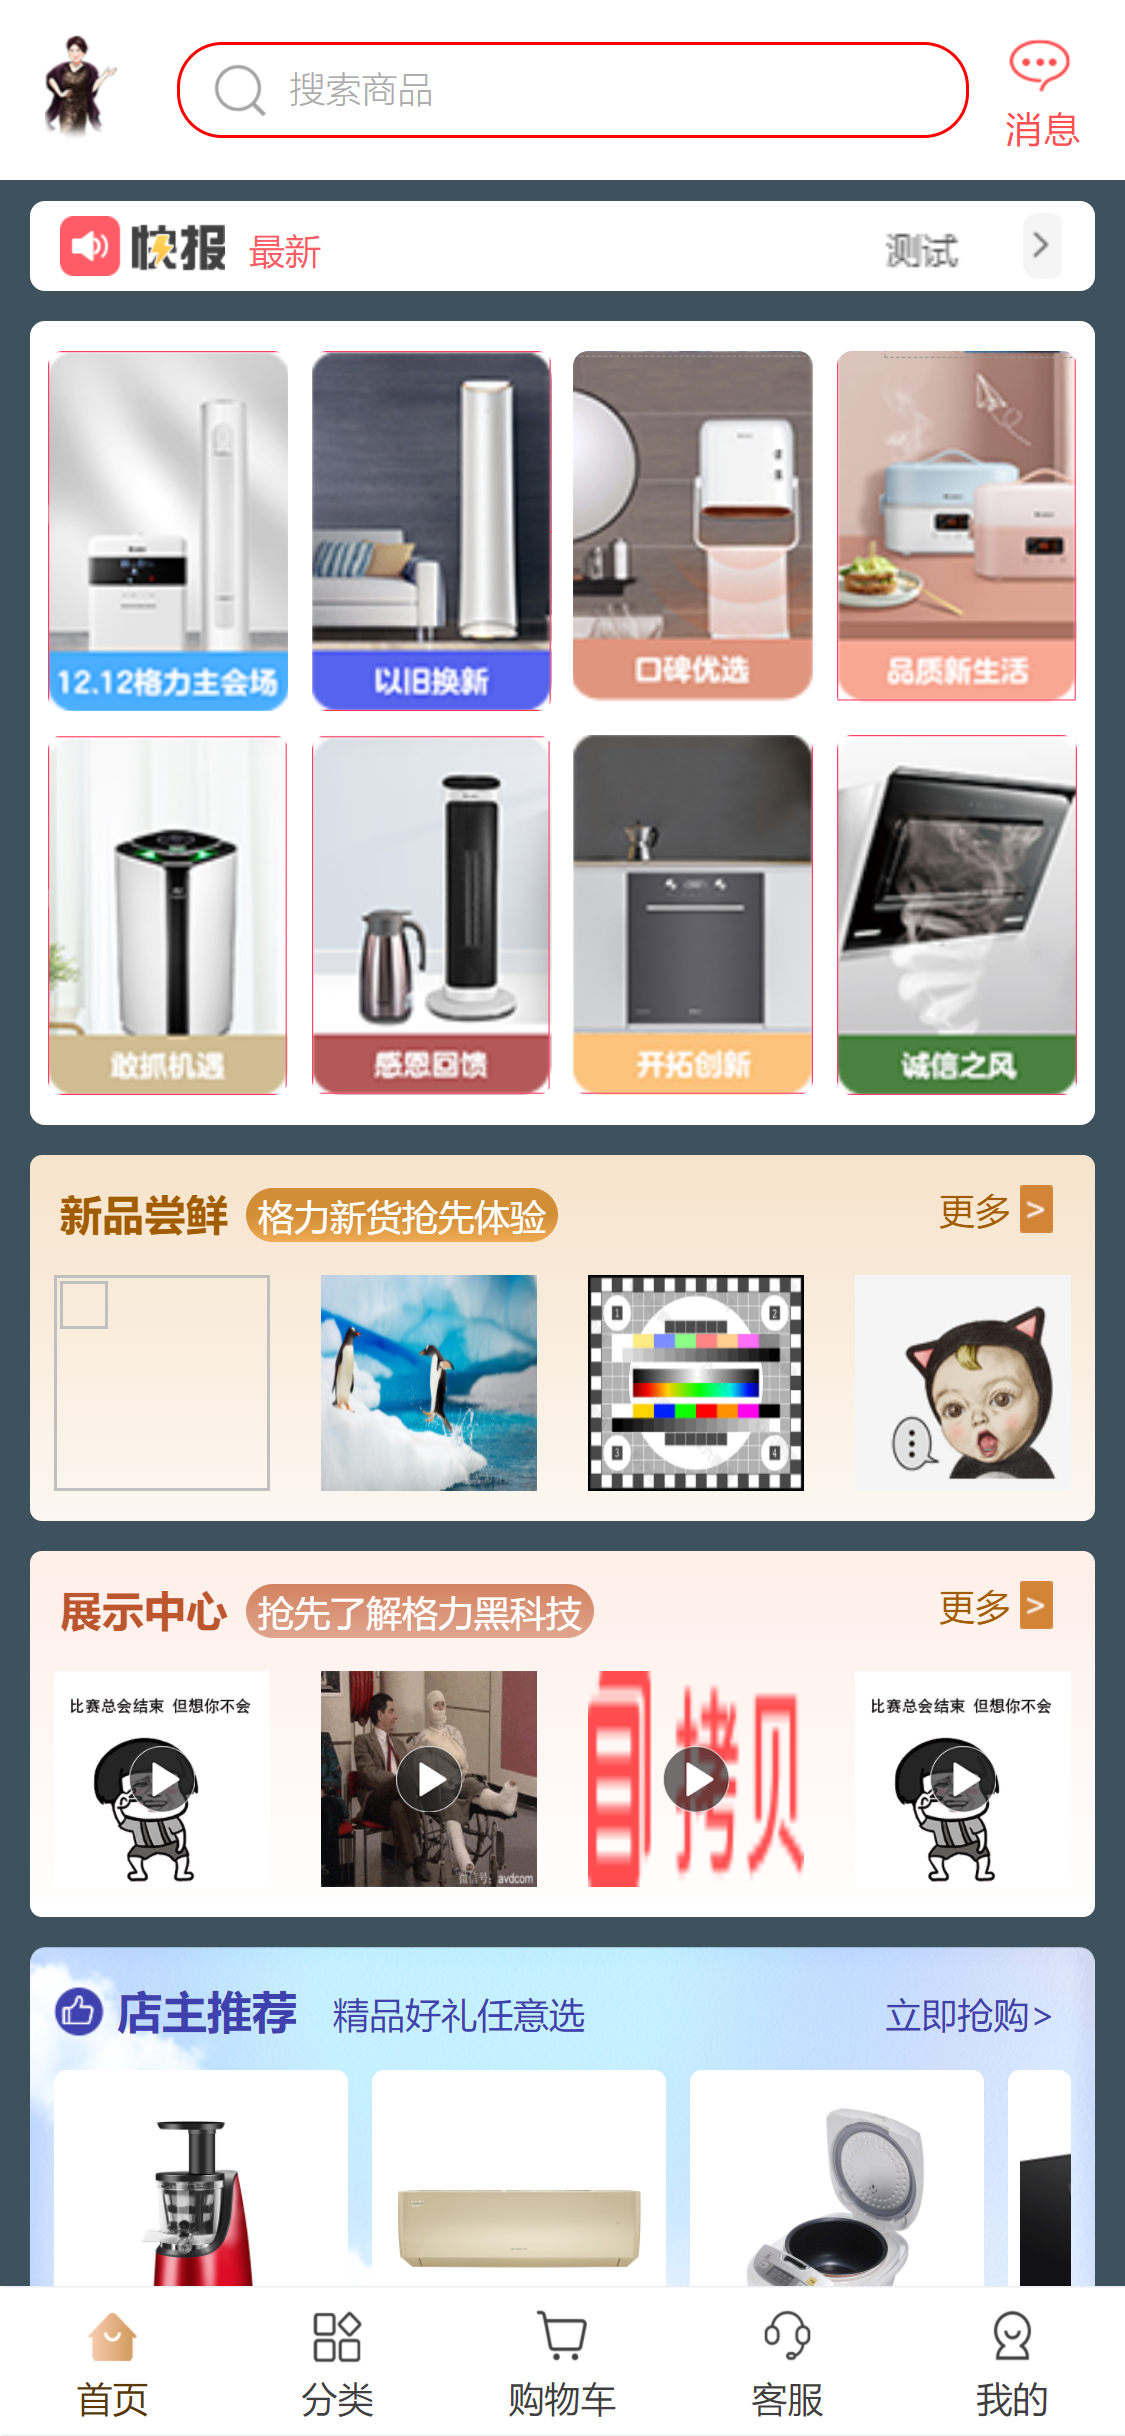 搜索商品
消息
快报 最新 测试
12.12格力主会场 以旧换新 口碑优选 品质新生活
敢抓机遇 感恩回馈 开拓创新 诚信之风
新品尝鲜 格力新货抢先体验 更多 >
1 2
3 4
展示中心 抢先了解格力黑科技 更多 >
比赛总会结束 但想你不会
微信号: avdcom
拷贝
比赛总会结束 但想你不会
店主推荐 精品好礼任意选 立即抢购>
首页 分类 购物车 客服 我的